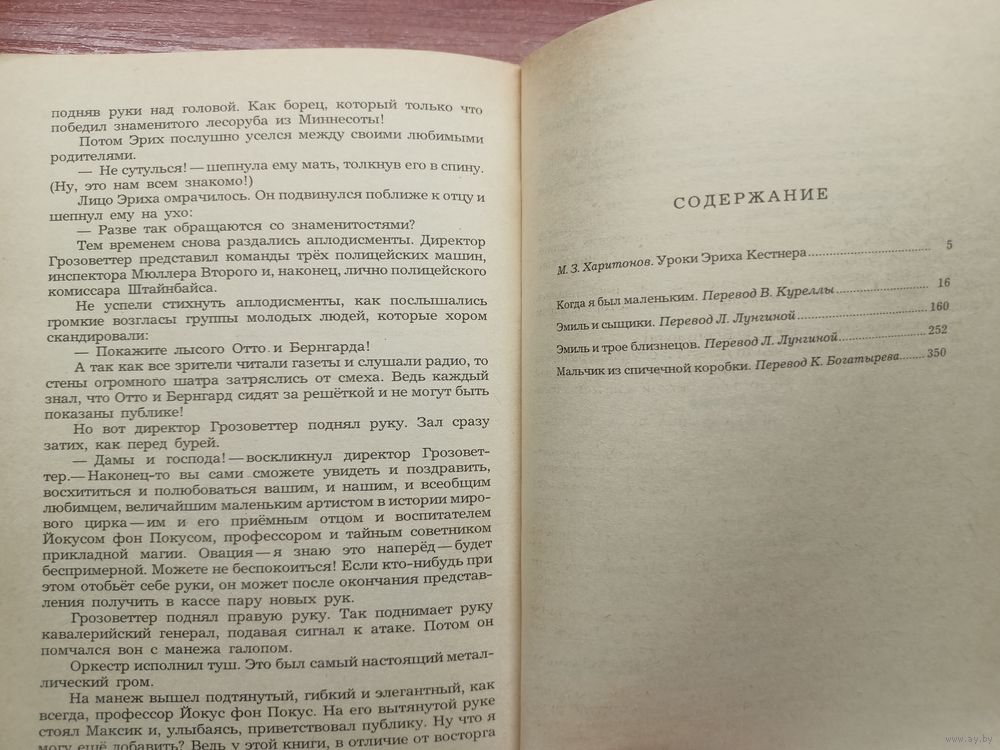 подняв руки над головой. Как борец, который только что
победил знаменитого лесоруба из Миннесоты!
Потом Эрих послушно уселся между своими любимыми
родителями.
— Не сутулься! — шепнула ему мать, толкнув его в спину.
(Ну, это нам всем знакомо!)
Лицо Эриха омрачилось. Он подвинулся поближе к отцу и
шепнул ему на ухо:
— Разве так обращаются со знаменитостями?
Тем временем снова раздались аплодисменты. Директор
Грозоветтер представил команды трёх полицейских машин,
инспектора Мюллера Второго и, наконец, лично полицейского
комиссара Штайнбайса.
Не успели стихнуть аплодисменты, как послышались
громкие возгласы группы молодых людей, которые хором
скандировали:
— Покажите лысого Отто и Бернгарда!
А так как все зрители читали газеты и слушали радио, то
стены огромного шатра затряслись от смеха. Ведь каждый
знал, что Отто и Бернгард сидят за решёткой и не могут быть
показаны публике!
Но вот директор Грозоветтер поднял руку. Зал сразу
затих, как перед бурей.
— Дамы и господа! — воскликнул директор Грозовет-
тер. — Наконец-то вы сами сможете увидеть и поздравить,
восхититься и полюбоваться вашим, и нашим, и всеобщим
любимцем, величайшим маленьким артистом в истории миро-
вого цирка — им и его приёмным отцом и воспитателем
Йокусом фон Покусом, профессором и тайным советником
прикладной магии. Овация — я знаю это наперёд — будет
беспримерной. Можете не беспокоиться! Если кто-нибудь при
этом отобьёт себе руки, он может после окончания представ-
ления получить в кассе пару новых рук.
Грозоветтер поднял правую руку. Так поднимает руку
кавалерийский генерал, подавая сигнал к атаке. Потом он
помчался вон с манежа галопом.
Оркестр исполнил туш. Это был самый настоящий метал-
лический гром.
На манеж вышел подтянутый, гибкий и элегантный, как
всегда, профессор Йокус фон Покус. На его вытянутой руке
стоял Максик и, улыбаясь, приветствовал публику. Ну что я
могу ещё добавить? Ведь у этой книги, в отличие от восторга
СОДЕРЖАНИЕ
М. З. Харитонов. Уроки Эриха Кестнера 5
Когда я был маленьким. Перевод В. Куреллы 16
Эмиль и сыщики. Перевод Л. Лунгиной 160
Эмиль и трое близнецов. Перевод Л. Лунгиной 252
Мальчик из спичечной коробки. Перевод К. Богатырева 350
www.ay.by